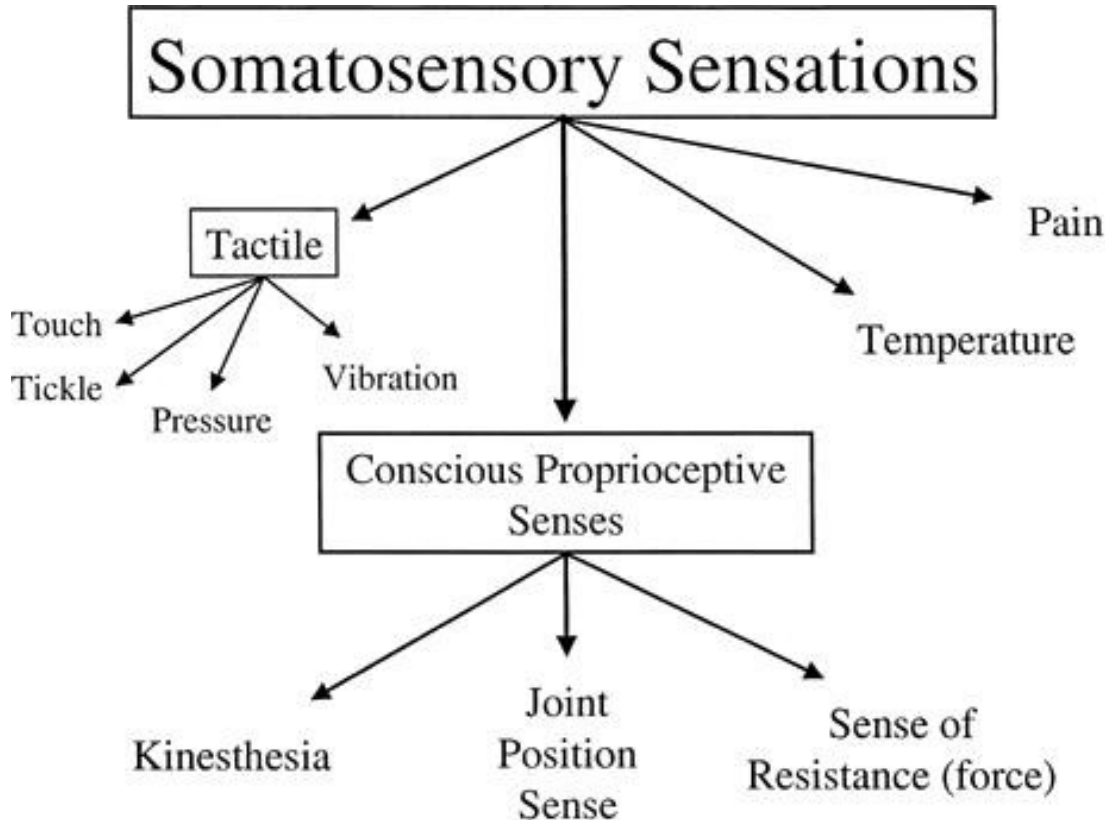 Somatosensory Sensations
Pain
Tactile
Touch
Temperature
Vibration
Tickle
Pressure
Conscious Proprioceptive
Senses
Kinesthesia
Joint
Position
Sense
Sense of
Resistance (force)